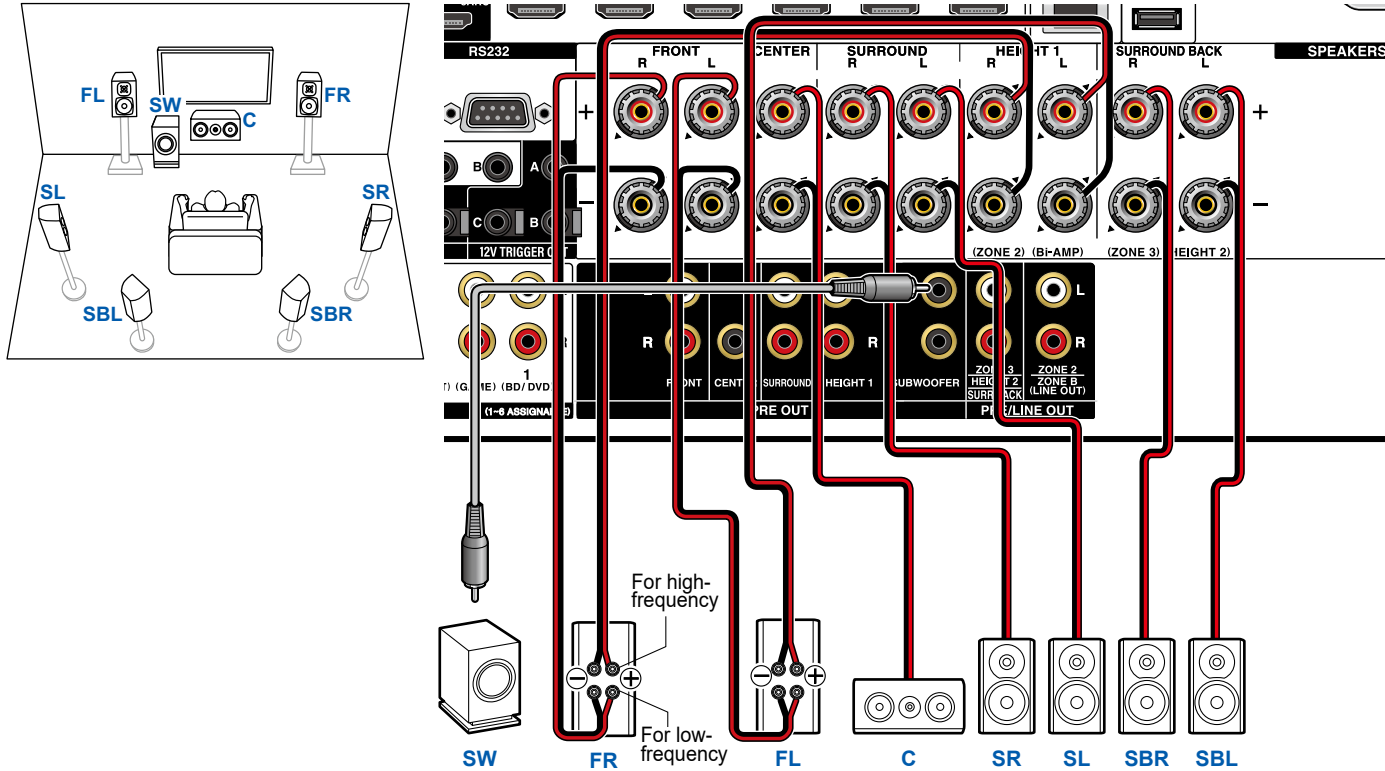 FL
SW
FR
C
SL
SR
SBL
SBR
RS232
FRONT
CENTER
SURROUND
HEIGHT 1
SURROUND BACK
SPEAKERS
R
L
R
L
R
L
R
L
+
+
B
A
−
−
C
B
12V TRIGGER OUT
(ZONE 2)
(Bi-AMP)
(ZONE 3)
HEIGHT 2)
L
R
R
R
R
1
(BD/DVD
(1~6 ASSIGNABLE)
FRONT
CENTER
SURROUND
HEIGHT 1
SUBWOOFER
ZONE 3
HEIGHT 2
SURR BACK
ZONE 2
ZONE B
(LINE OUT)
PRE OUT
PRE/LINE OUT
For high-
frequency
− +
− +
For low-
frequency
SW
FR
FL
C
SR
SL
SBR
SBL